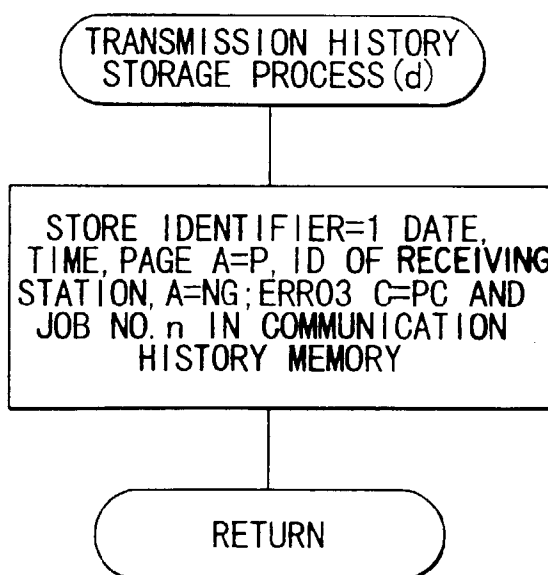 TRANSMISSION HISTORY
STORAGE PROCESS(d)
STORE IDENTIFIER=1 DATE,
TIME, PAGE A=P, ID OF RECEIVING
STATION, A=NG;ERR03 C=PC AND
JOB NO. n IN COMMUNICATION
HISTORY MEMORY
RETURN